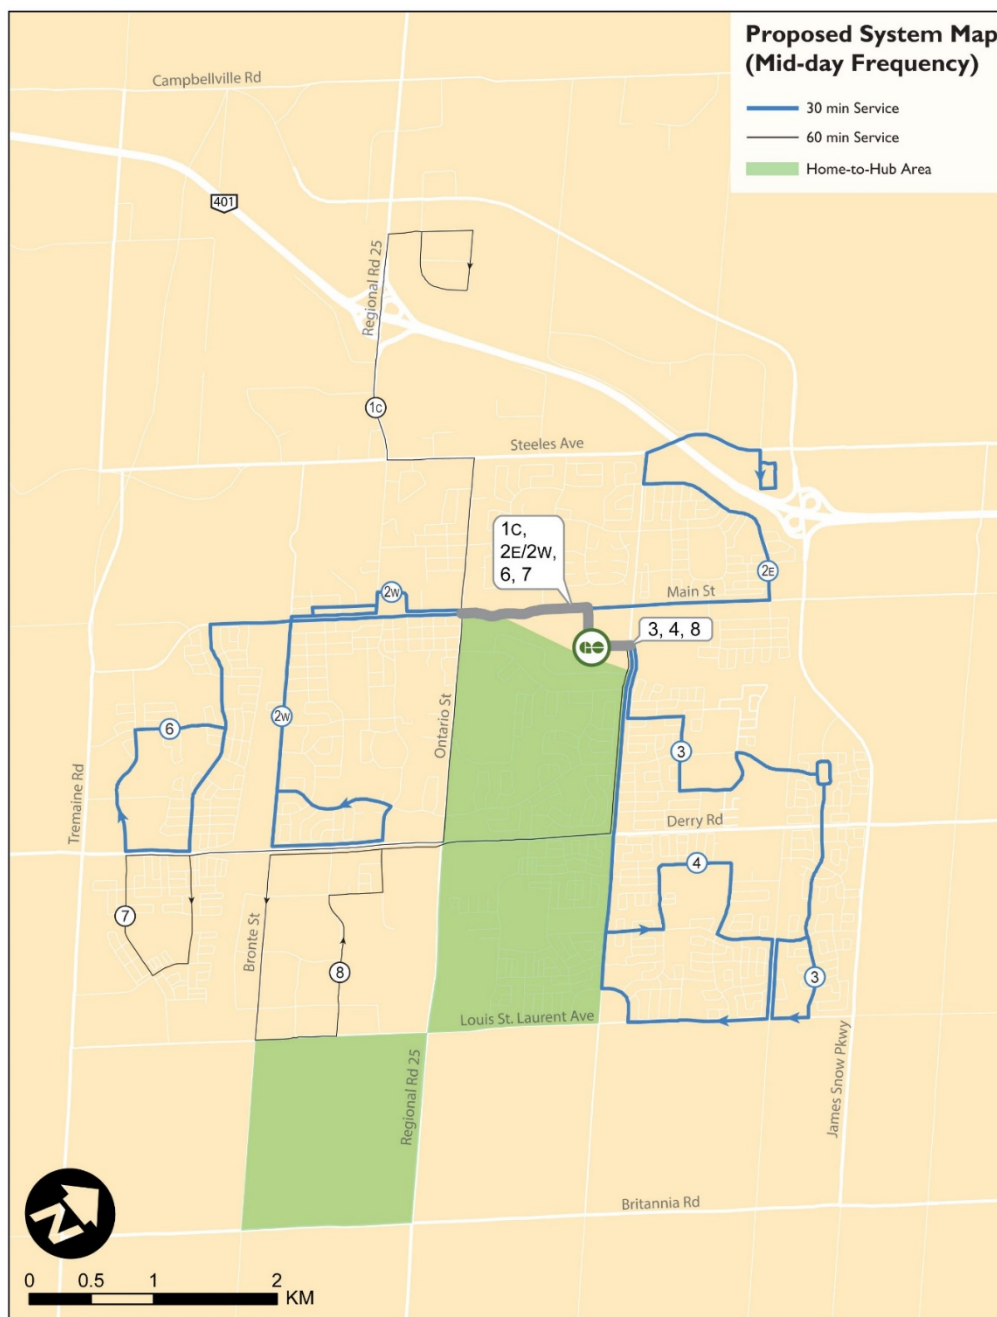 Proposed System Map
(Mid-day Frequency)
30 min Service
60 min Service
Home-to-Hub Area
Campbellville Rd
401
Regional Rd 25
1C
Steeles Ave
1C,
2E/2W,
6, 7
2E
Main St
2W
3, 4, 8
GO
6
2W
Ontario St
3
Tremaine Rd
Derry Rd
4
7
Bronte St
8
3
Louis St. Laurent Ave
Regional Rd 25
James Snow Pkwy
Britannia Rd
N
0 0.5 1 2
KM